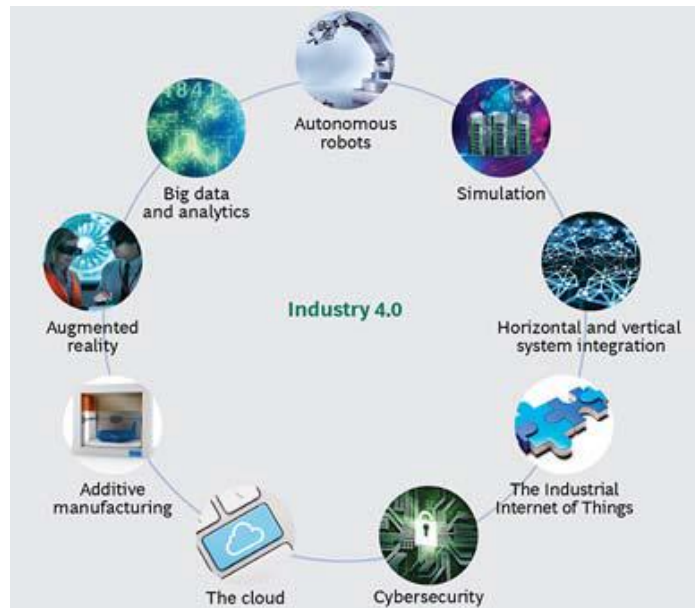 Autonomous
robots
Simulation
Horizontal and vertical
system integration
The Industrial
Internet of Things
Cybersecurity
The cloud
Additive
manufacturing
Augmented
reality
Big data
and analytics
Industry 4.0